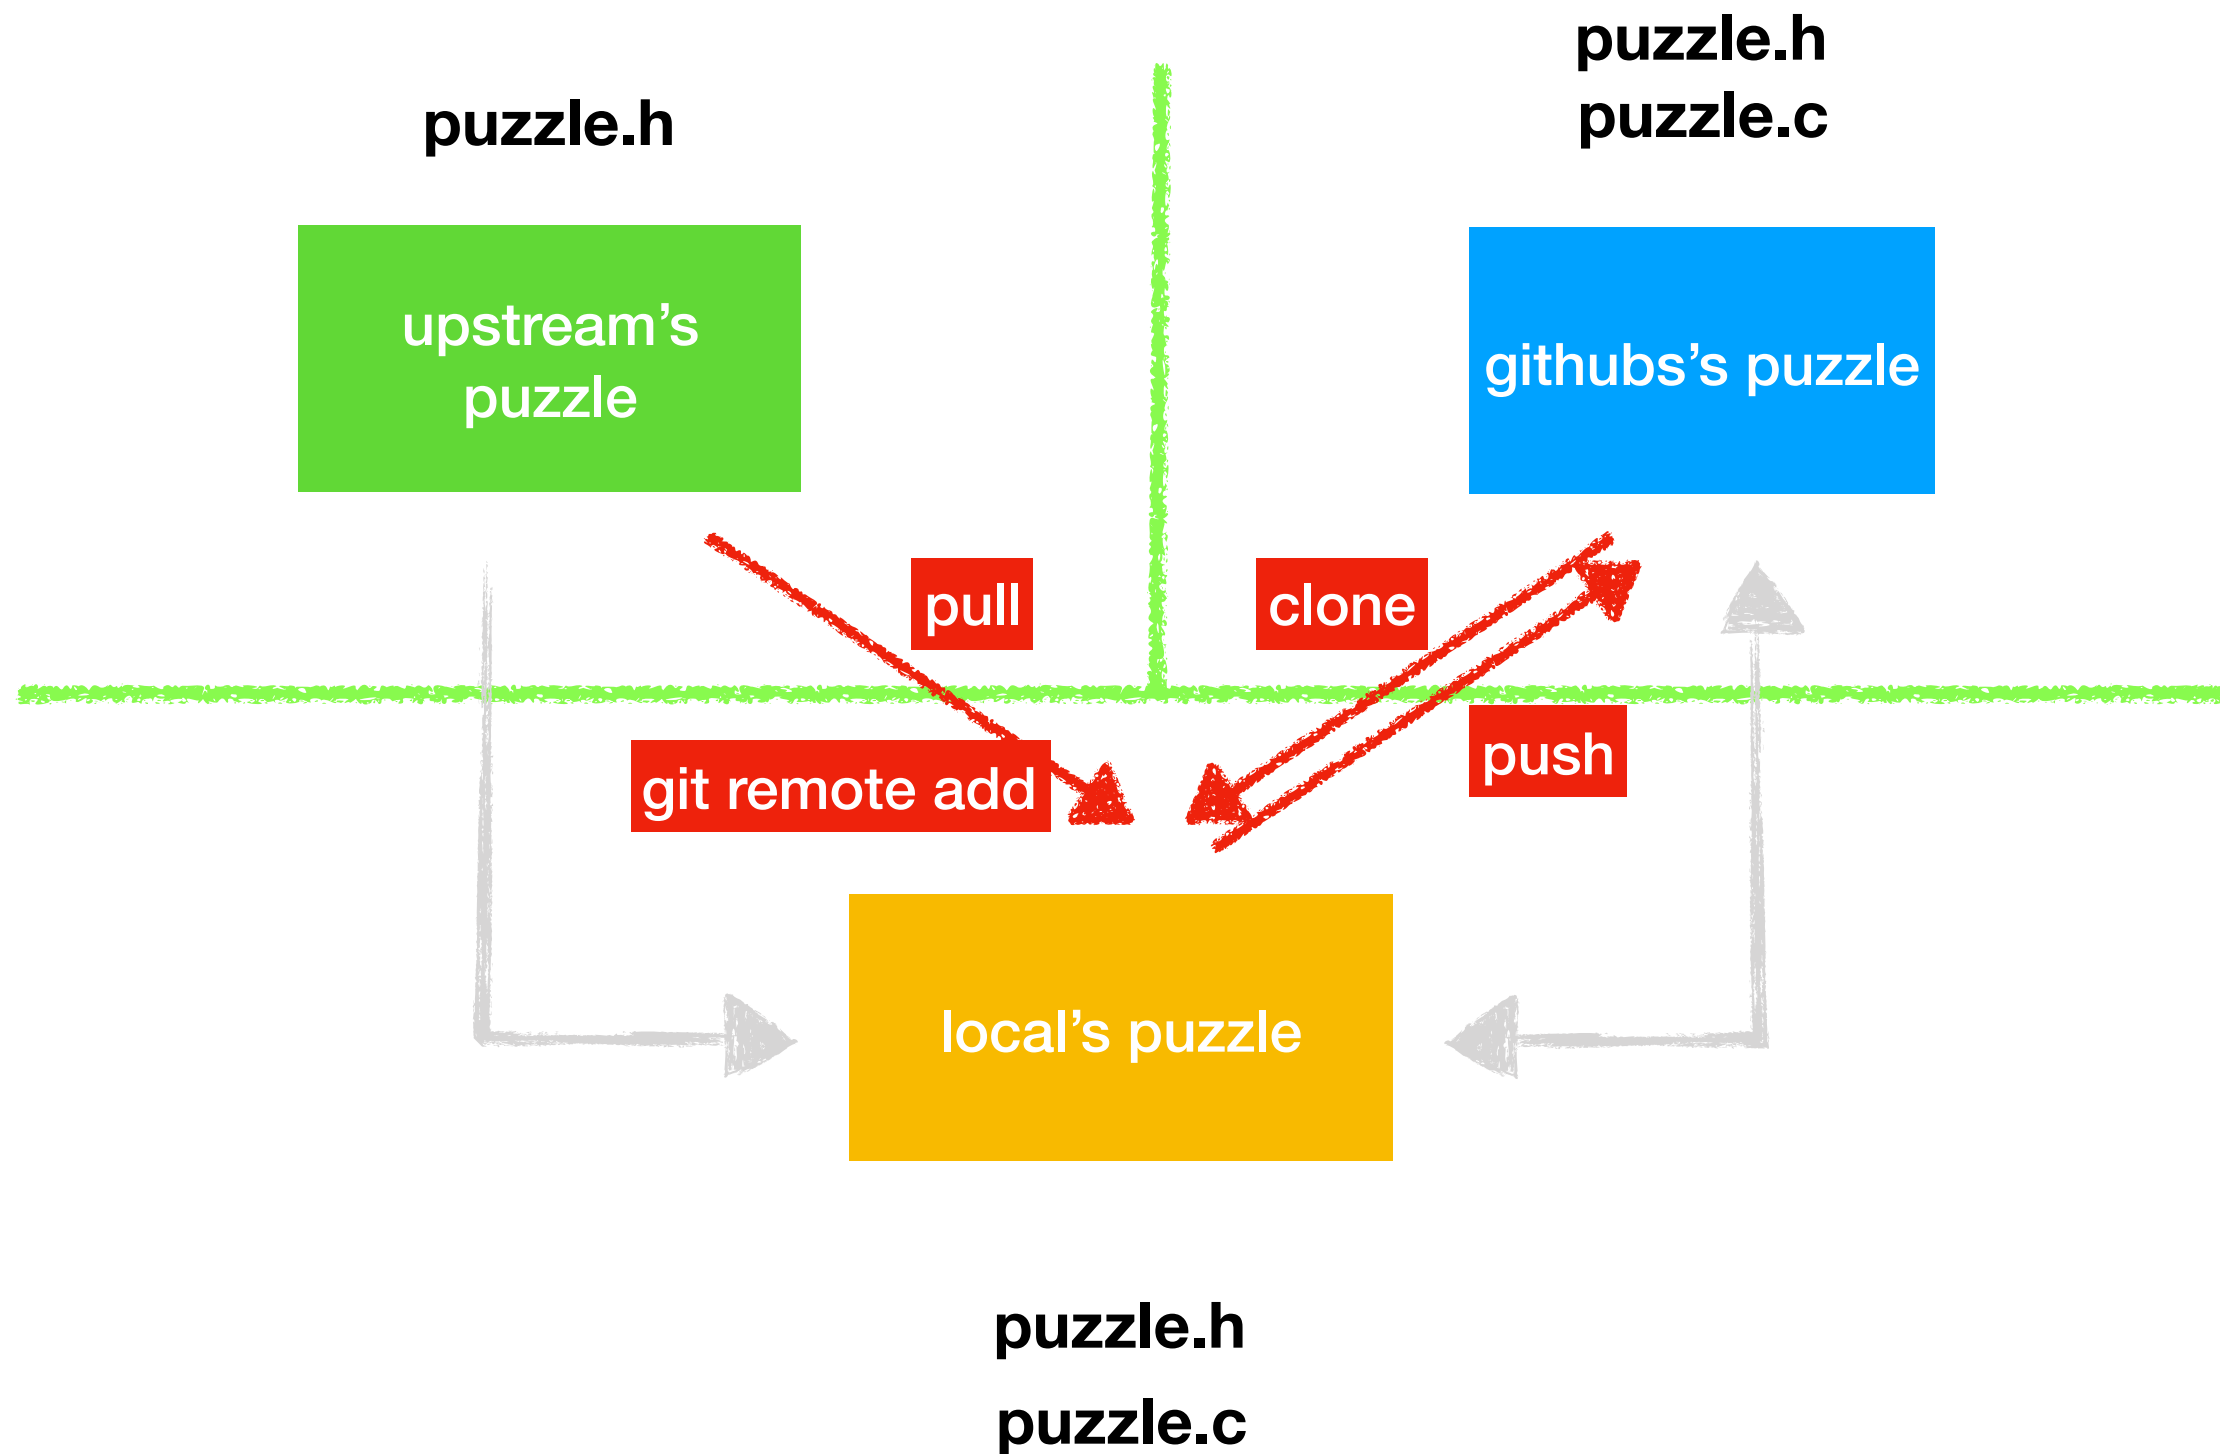 puzzle.h
puzzle.h
puzzle.c
upstream’s
puzzle
githubs’s puzzle
pull
clone
git remote add
push
local’s puzzle
puzzle.h
puzzle.c